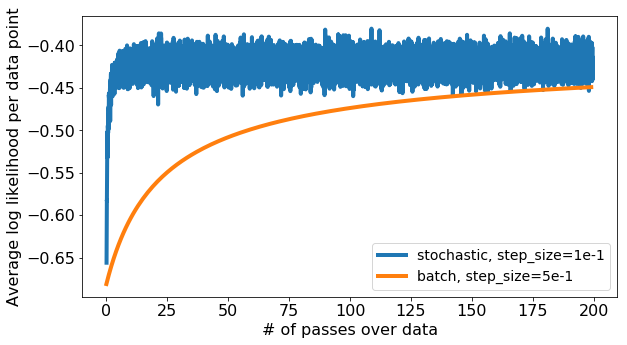 Average log likelihood per data point
−0.40
−0.45
−0.50
−0.55
−0.60
−0.65
stochastic, step_size=1e-1
batch, step_size=5e-1
0 25 50 75 100 125 150 175 200
# of passes over data